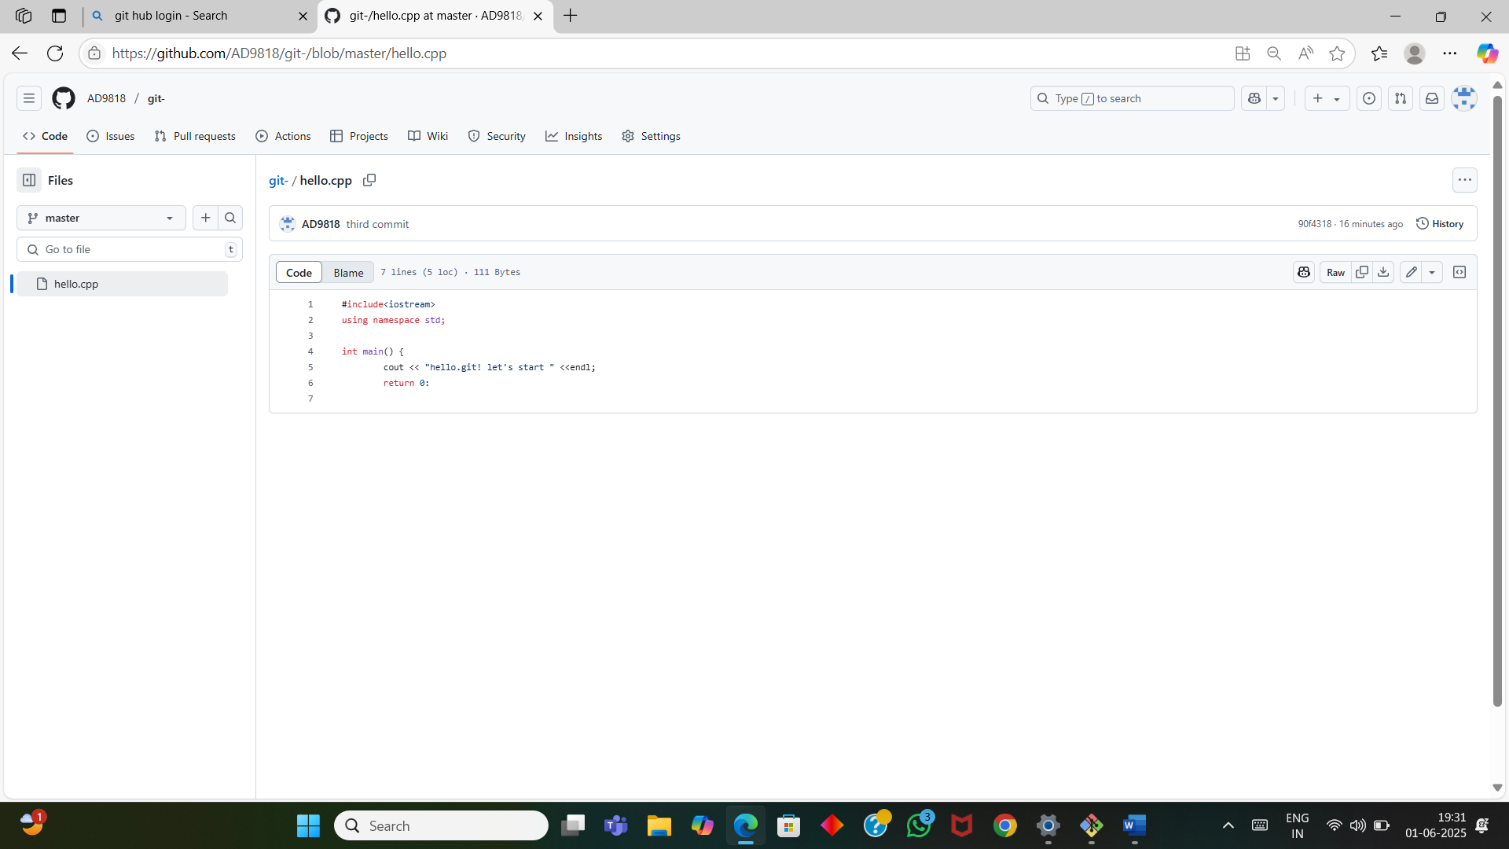 git hub login - Search
git-/hello.cpp at master · AD9818/
https://github.com/AD9818/git-/blob/master/hello.cpp
AD9818 / git-
Type / to search
Code Issues Pull requests Actions Projects Wiki Security Insights Settings
Files
master
Go to file t
hello.cpp
git- / hello.cpp
AD9818 third commit
90f4318 · 16 minutes ago History
Code Blame 7 lines (5 loc) · 111 Bytes
Raw
1 #include<iostream>
2 using namespace std;
3
4 int main() {
5 cout << "hello.git! let's start " <<endl;
6 return 0:
7
1
Search
3
ENG
IN
19:31
01-06-2025